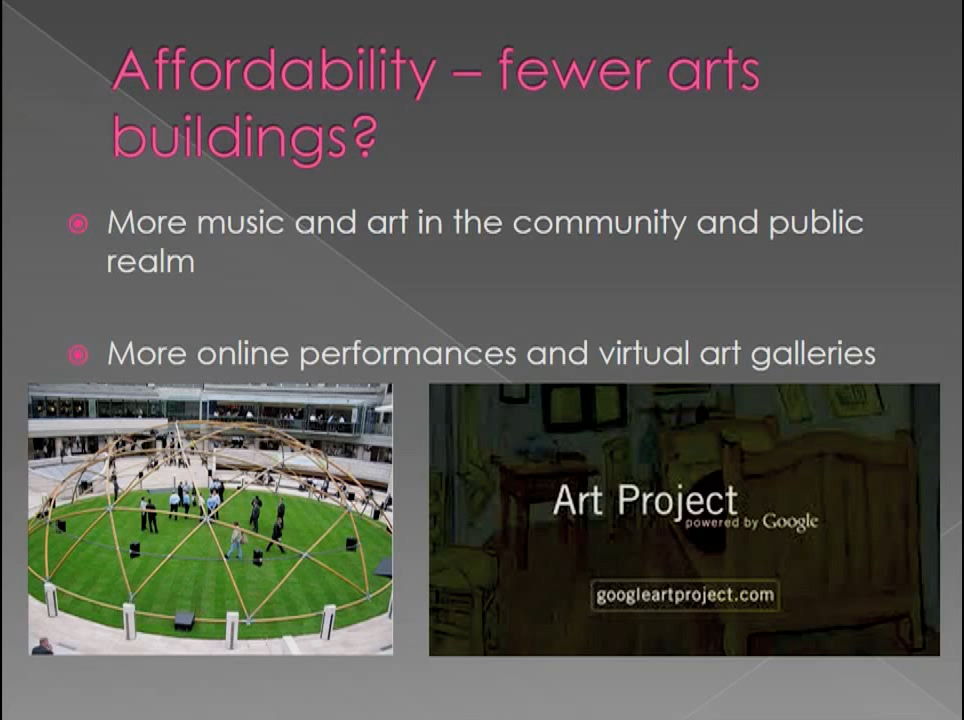 Affordability – fewer arts
buildings?
More music and art in the community and public
realm
More online performances and virtual art galleries
Art Project
powered by Google
googleartproject.com